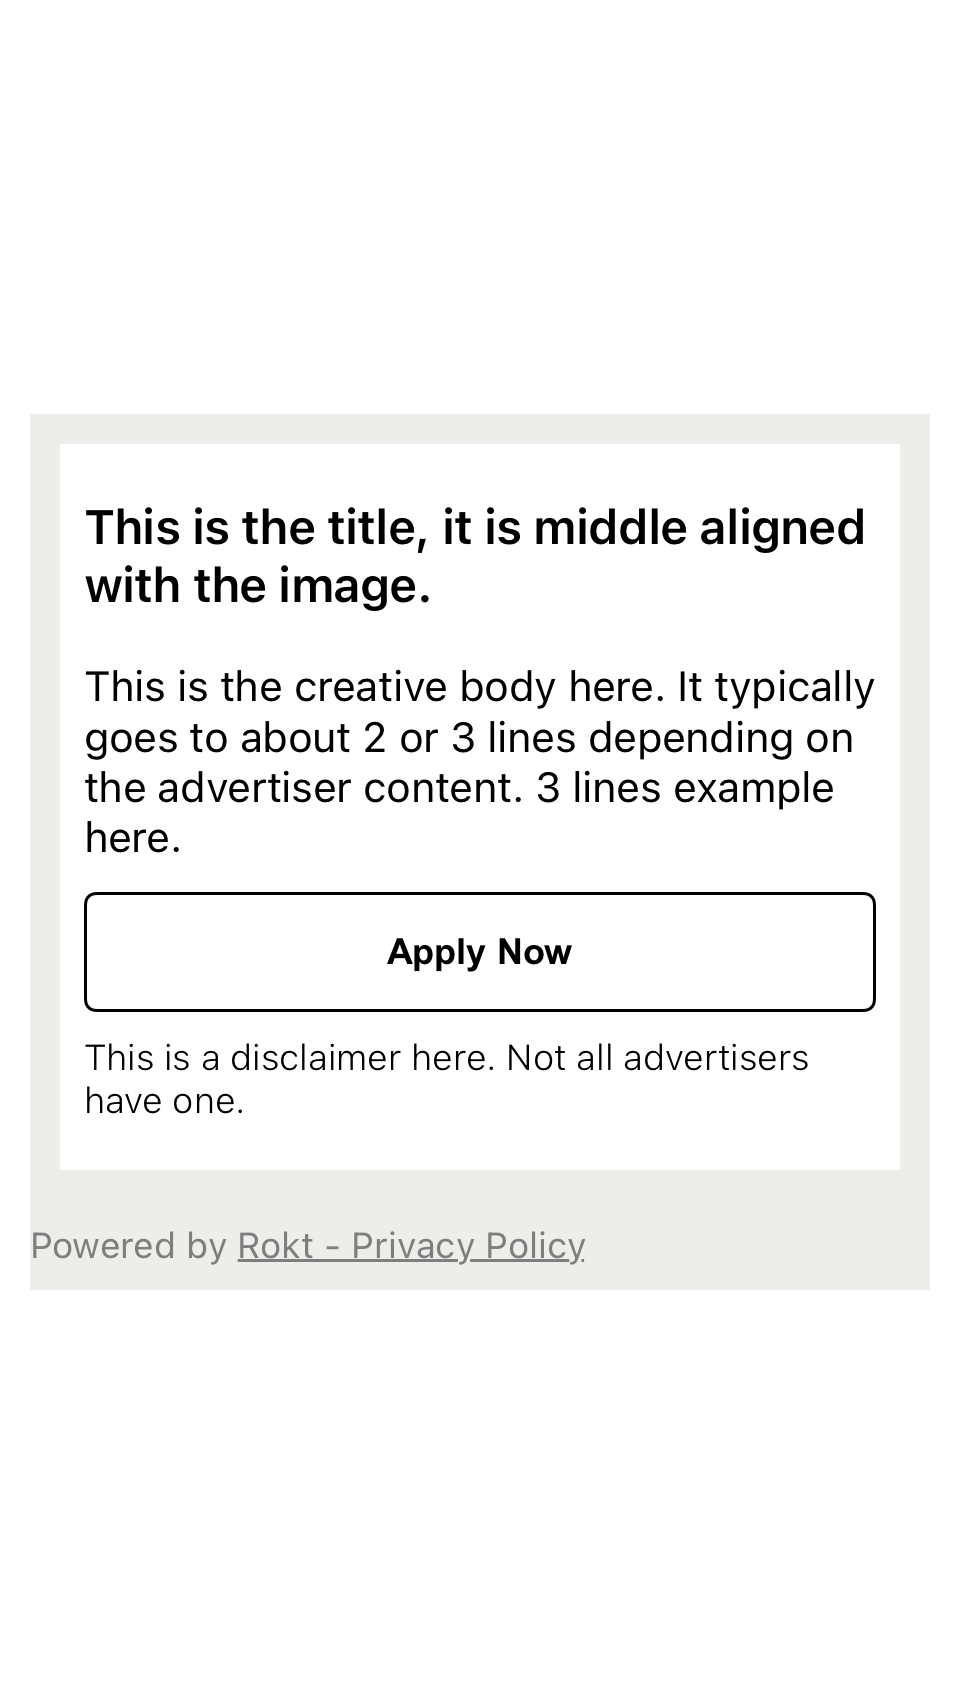 This is the title, it is middle aligned
with the image.
This is the creative body here. It typically
goes to about 2 or 3 lines depending on
the advertiser content. 3 lines example
here.
Apply Now
This is a disclaimer here. Not all advertisers
have one.
Powered by Rokt - Privacy Policy